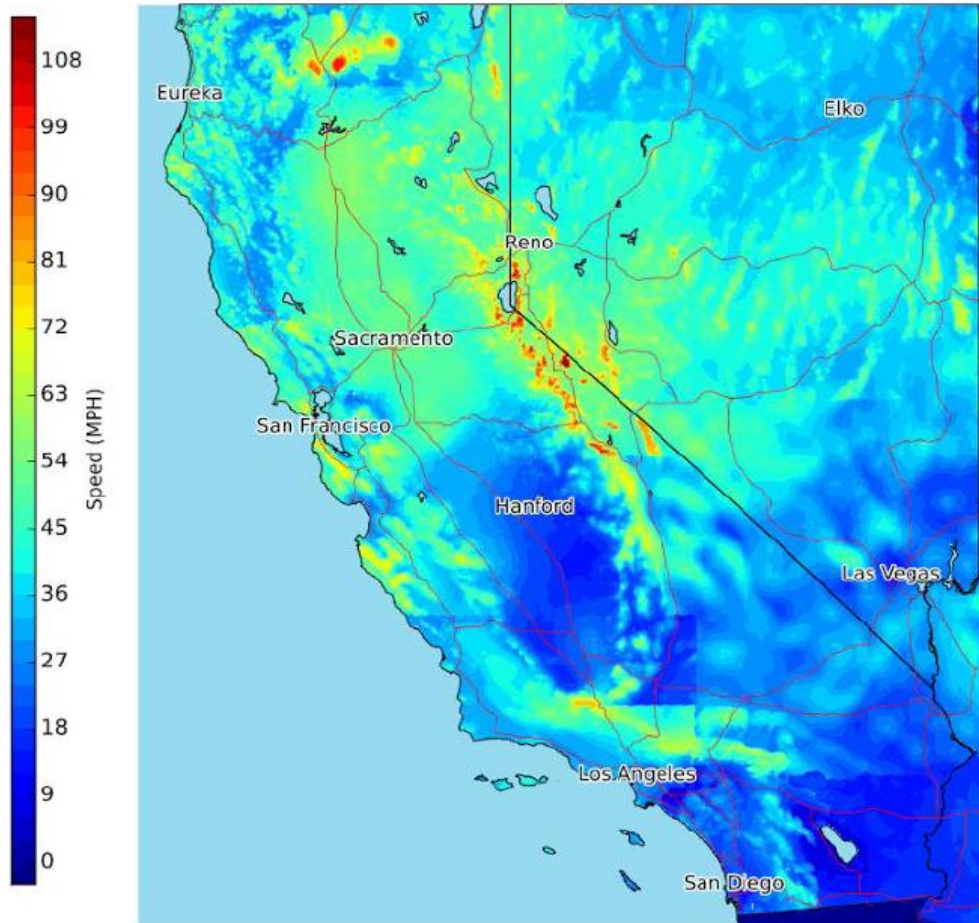 108
99
90
81
72
63
54
45
36
27
18
9
0
Speed (MPH)
Eureka
Elko
Reno
Sacramento
San Francisco
Hanford
Las Vegas
Los Angeles
San Diego